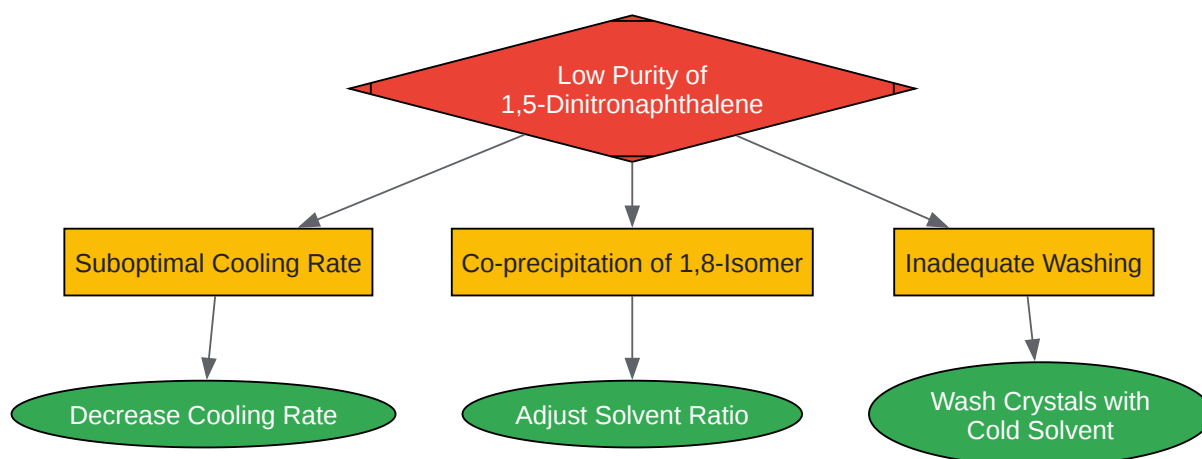 Low Purity of
1,5-Dinitronaphthalene
Suboptimal Cooling Rate
Co-precipitation of 1,8-Isomer
Inadequate Washing
Decrease Cooling Rate
Adjust Solvent Ratio
Wash Crystals with
Cold Solvent